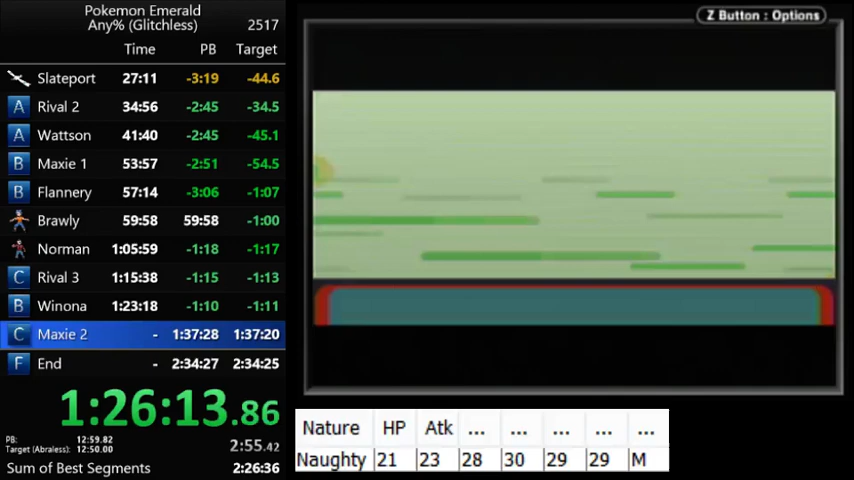 Pokemon Emerald
Any% (Glitchless) 2517
Time PB Target
Slateport 27:11 -3:19 -44.6
A Rival 2 34:56 -2:45 -34.5
A Wattson 41:40 -2:45 -45.1
B Maxie 1 53:57 -2:51 -54.5
B Flannery 57:14 -3:06 -1:07
Brawly 59:58 59:58 -1:00
Norman 1:05:59 -1:18 -1:17
C Rival 3 1:15:38 -1:15 -1:13
B Winona 1:23:18 -1:10 -1:11
C Maxie 2 - 1:37:28 1:37:20
F End - 2:34:27 2:34:25
1:26:13.86
PB: 12:59.82
Target (Abraless): 12:50.00
2:55.42
Sum of Best Segments 2:26:36
Z Button : Options
Nature HP Atk ... ... ... ... ...
Naughty 21 23 28 30 29 29 M